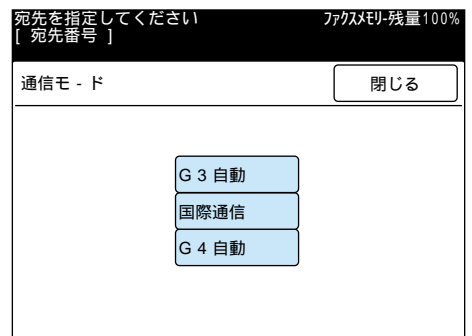 宛先を指定してください ﾌｧｸｽﾒﾓﾘｰ残量100%
[ 宛先番号 ]
通信モ - ド 閉じる
G 3 自動
国際通信
G 4 自動